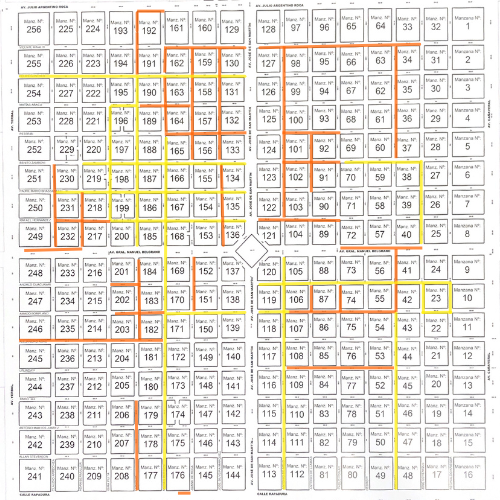 AV. JULIO ARGENTINO ROCA AV. JULIO ARGENTINO ROCA
Manz. Nº Manz. Nº Manz. Nº Manz. Nº Manz. Nº Manz. Nº Manz. Nº Manz. Nº Manz. Nº Manz. Nº Manz. Nº Manz. Nº Manz. Nº Manz. Nº Manz. Nº Manzana Nº
256 225 224 193 192 161 160 129 128 97 96 65 64 33 32 1
Manz. Nº Manz. Nº Manz. Nº Manz. Nº Manz. Nº Manz. Nº Manz. Nº Manz. Nº Manz. Nº Manz. Nº Manz. Nº Manz. Nº Manz. Nº Manz. Nº Manz. Nº Manzana Nº
255 226 223 194 191 162 159 130 127 98 95 66 63 34 31 2
Manz. Nº Manz. Nº Manz. Nº Manz. Nº Manz. Nº Manz. Nº Manz. Nº Manz. Nº Manz. Nº Manz. Nº Manz. Nº Manz. Nº Manz. Nº Manz. Nº Manz. Nº Manzana Nº
254 227 222 195 190 163 158 131 126 99 94 67 62 35 30 3
Manz. Nº Manz. Nº Manz. Nº Manz. Nº Manz. Nº Manz. Nº Manz. Nº Manz. Nº Manz. Nº Manz. Nº Manz. Nº Manz. Nº Manz. Nº Manz. Nº Manz. Nº Manzana Nº
253 228 221 196 189 164 157 132 125 100 93 68 61 36 29 4
Manz. Nº Manz. Nº Manz. Nº Manz. Nº Manz. Nº Manz. Nº Manz. Nº Manz. Nº Manz. Nº Manz. Nº Manz. Nº Manz. Nº Manz. Nº Manz. Nº Manz. Nº Manzana Nº
252 229 220 197 188 165 156 133 124 101 92 69 60 37 28 5
Manz. Nº Manz. Nº Manz. Nº Manz. Nº Manz. Nº Manz. Nº Manz. Nº Manz. Nº Manz. Nº Manz. Nº Manz. Nº Manz. Nº Manz. Nº Manz. Nº Manz. Nº Manzana Nº
251 230 219 198 187 166 155 134 123 102 91 70 59 38 27 6
Manz. Nº Manz. Nº Manz. Nº Manz. Nº Manz. Nº Manz. Nº Manz. Nº Manz. Nº Manz. Nº Manz. Nº Manz. Nº Manz. Nº Manz. Nº Manz. Nº Manz. Nº Manzana Nº
250 231 218 199 186 167 154 135 122 103 90 71 58 39 26 7
Manz. Nº Manz. Nº Manz. Nº Manz. Nº Manz. Nº Manz. Nº Manz. Nº Manz. Nº Manz. Nº Manz. Nº Manz. Nº Manz. Nº Manz. Nº Manz. Nº Manz. Nº Manzana Nº
249 232 217 200 185 168 153 136 121 104 89 72 57 40 25 8
AV. GRAL. MANUEL BELGRANO AV. GRAL. MANUEL BELGRANO
Manz. Nº Manz. Nº Manz. Nº Manz. Nº Manz. Nº Manz. Nº Manz. Nº Manz. Nº Manz. Nº Manz. Nº Manz. Nº Manz. Nº Manz. Nº Manz. Nº Manz. Nº Manzana Nº
248 233 216 201 184 169 152 137 120 105 88 73 56 41 24 9
Manz. Nº Manz. Nº Manz. Nº Manz. Nº Manz. Nº Manz. Nº Manz. Nº Manz. Nº Manz. Nº Manz. Nº Manz. Nº Manz. Nº Manz. Nº Manz. Nº Manz. Nº Manzana Nº
247 234 215 202 183 170 151 138 119 106 87 74 55 42 23 10
Manz. Nº Manz. Nº Manz. Nº Manz. Nº Manz. Nº Manz. Nº Manz. Nº Manz. Nº Manz. Nº Manz. Nº Manz. Nº Manz. Nº Manz. Nº Manz. Nº Manz. Nº Manzana Nº
246 235 214 203 182 171 150 139 118 107 86 75 54 43 22 11
Manz. Nº Manz. Nº Manz. Nº Manz. Nº Manz. Nº Manz. Nº Manz. Nº Manz. Nº Manz. Nº Manz. Nº Manz. Nº Manz. Nº Manz. Nº Manz. Nº Manz. Nº Manzana Nº
245 236 213 204 181 172 149 140 117 108 85 76 53 44 21 12
Manz. Nº Manz. Nº Manz. Nº Manz. Nº Manz. Nº Manz. Nº Manz. Nº Manz. Nº Manz. Nº Manz. Nº Manz. Nº Manz. Nº Manz. Nº Manz. Nº Manz. Nº Manzana Nº
244 237 212 205 180 173 148 141 116 109 84 77 52 45 20 13
Manz. Nº Manz. Nº Manz. Nº Manz. Nº Manz. Nº Manz. Nº Manz. Nº Manz. Nº Manz. Nº Manz. Nº Manz. Nº Manz. Nº Manz. Nº Manz. Nº Manz. Nº Manzana Nº
243 238 211 206 179 174 147 142 115 110 83 78 51 46 19 14
Manz. Nº Manz. Nº Manz. Nº Manz. Nº Manz. Nº Manz. Nº Manz. Nº Manz. Nº Manz. Nº Manz. Nº Manz. Nº Manz. Nº Manz. Nº Manz. Nº Manz. Nº Manzana Nº
242 239 210 207 178 175 146 143 114 111 82 79 50 47 18 15
Manz. Nº Manz. Nº Manz. Nº Manz. Nº Manz. Nº Manz. Nº Manz. Nº Manz. Nº Manz. Nº Manz. Nº Manz. Nº Manz. Nº Manz. Nº Manz. Nº Manz. Nº Manzana Nº
241 240 209 208 177 176 145 144 113 112 81 80 49 48 17 16
CALLE RAPADURA CALLE RAPADURA